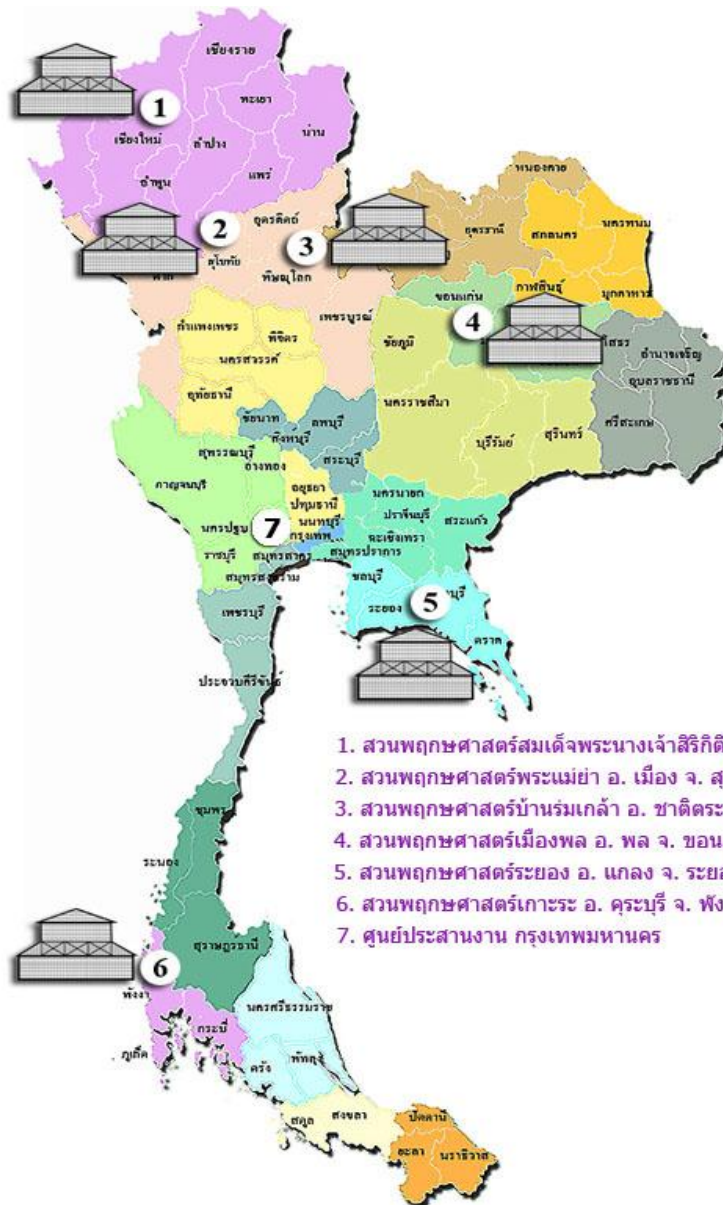 เชียงราย
1
พะเยา
เชียงใหม่
ลำปาง
น่าน
ลำพูน
แพร่
หนองคาย
2
อุตรดิตถ์
3
อุดรธานี
สกลนคร
นครพนม
สุโขทัย
พิษณุโลก
ขอนแก่น
กาฬสินธุ์
มุกดาหาร
กำแพงเพชร
พิจิตร
เพชรบูรณ์
4
ชัยภูมิ
โสธร
อำนาจเจริญ
นครสวรรค์
อุบลราชธานี
อุทัยธานี
นครราชสีมา
ชัยนาท
ลพบุรี
สิงห์บุรี
บุรีรัมย์
สุรินทร์
ศรีสะเกษ
สุพรรณบุรี
อ่างทอง
สระบุรี
กาญจนบุรี
อยุธยา
นครนายก
ปทุมธานี
ปราจีนบุรี
สระแก้ว
นครปฐม
7
นนทบุรี
กรุงเทพ
ฉะเชิงเทรา
ราชบุรี
สมุทรสาคร
สมุทรปราการ
ชลบุรี
เพชรบุรี
ระยอง
5
บุรี
ตราด
ประจวบคีรีขันธ์
1. สวนพฤกษศาสตร์สมเด็จพระนางเจ้าสิริกิติ
2. สวนพฤกษศาสตร์พระแม่ย่า อ. เมือง จ. สุ
3. สวนพฤกษศาสตร์บ้านร่มเกล้า อ. ชาติตระ
4. สวนพฤกษศาสตร์เมืองพล อ. พล จ. ขอน
5. สวนพฤกษศาสตร์ระยอง อ. แกลง จ. ระยอ
6. สวนพฤกษศาสตร์เกาะระ อ. คุระบุรี จ. พัง
7. ศูนย์ประสานงาน กรุงเทพมหานคร
ชุมพร
ระนอง
สุราษฎรธานี
6
พังงา
นครศรีธรรมราช
กระบี่
ภูเก็ต
ตรัง
พัทลุง
สตูล
สงขลา
ปัตตานี
ยะลา
นราธิวาส